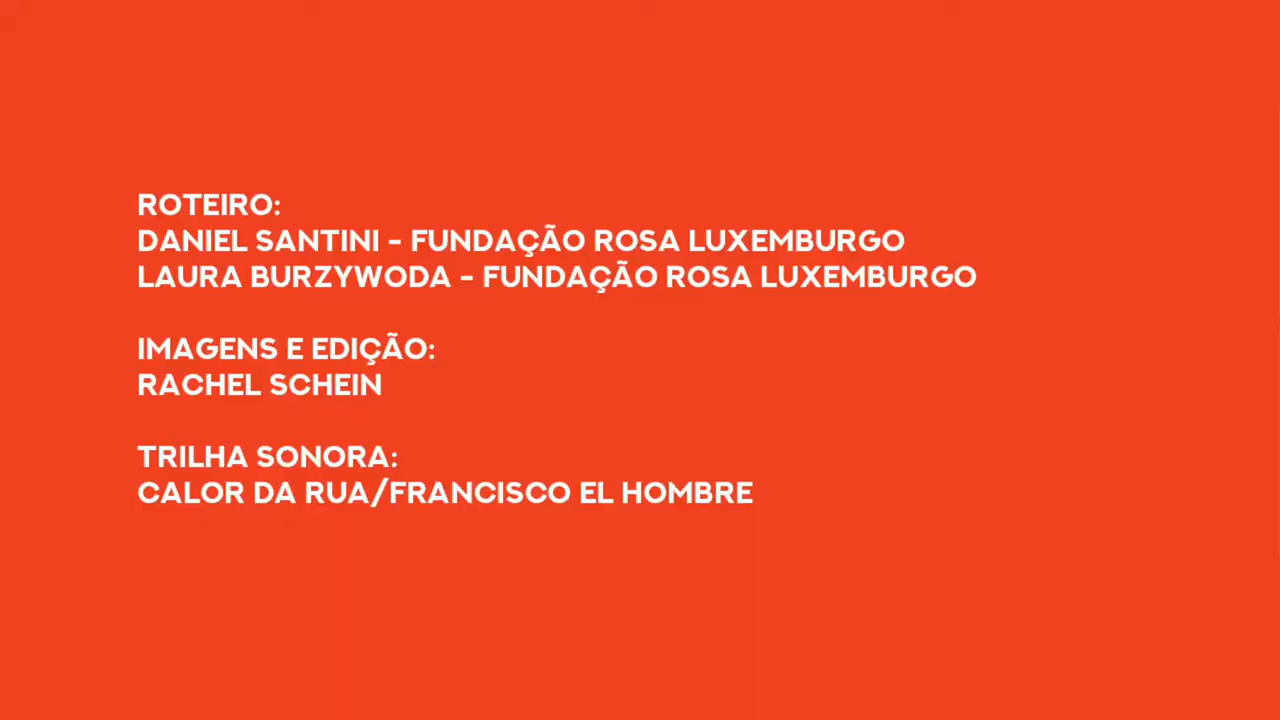 ROTEIRO:
DANIEL SANTINI - FUNDAÇÃO ROSA LUXEMBURGO
LAURA BURZYWODA - FUNDAÇÃO ROSA LUXEMBURGO
IMAGENS E EDIÇÃO:
RACHEL SCHEIN
TRILHA SONORA:
CALOR DA RUA/FRANCISCO EL HOMBRE